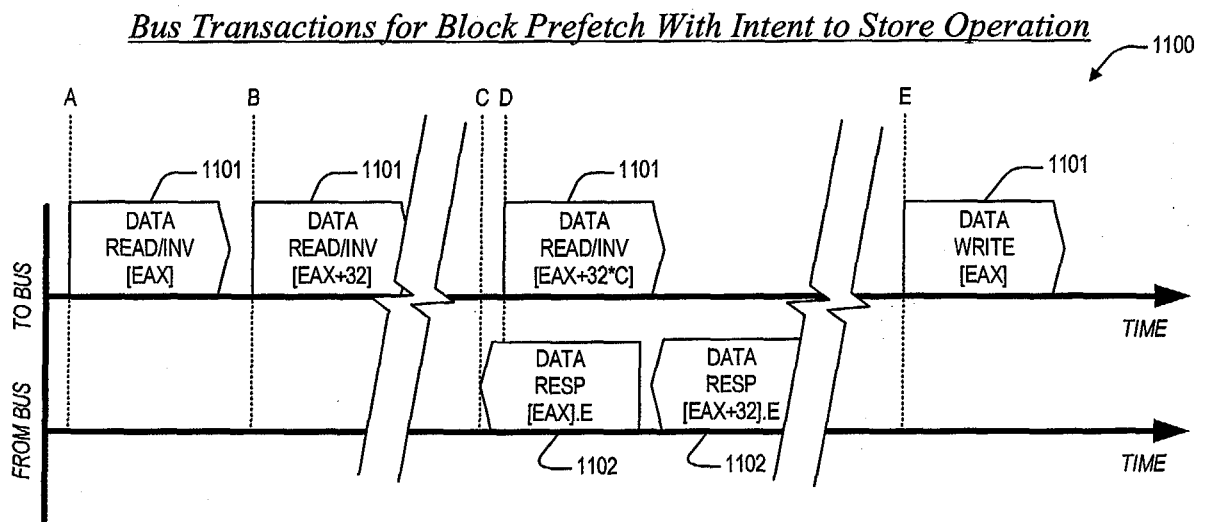 Bus Transactions for Block Prefetch With Intent to Store Operation
1100
A
B
C
D
E
1101
1101
1101
1101
DATA
READ/INV
[EAX]
DATA
READ/INV
[EAX+32]
DATA
READ/INV
[EAX+32*C]
DATA
WRITE
[EAX]
TO BUS
TIME
DATA
RESP
[EAX].E
DATA
RESP
[EAX+32].E
FROM BUS
1102
1102
TIME